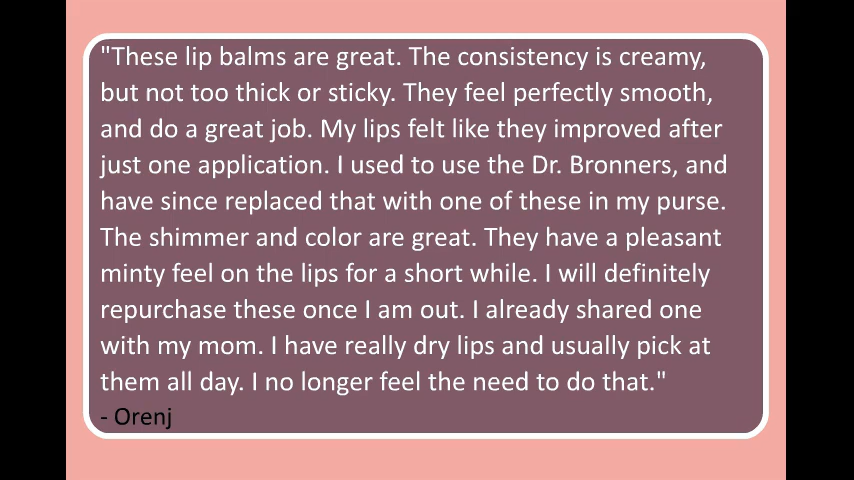 "These lip balms are great. The consistency is creamy,
but not too thick or sticky. They feel perfectly smooth,
and do a great job. My lips felt like they improved after
just one application. I used to use the Dr. Bronners, and
have since replaced that with one of these in my purse.
The shimmer and color are great. They have a pleasant
minty feel on the lips for a short while. I will definitely
repurchase these once I am out. I already shared one
with my mom. I have really dry lips and usually pick at
them all day. I no longer feel the need to do that."
- Orenj